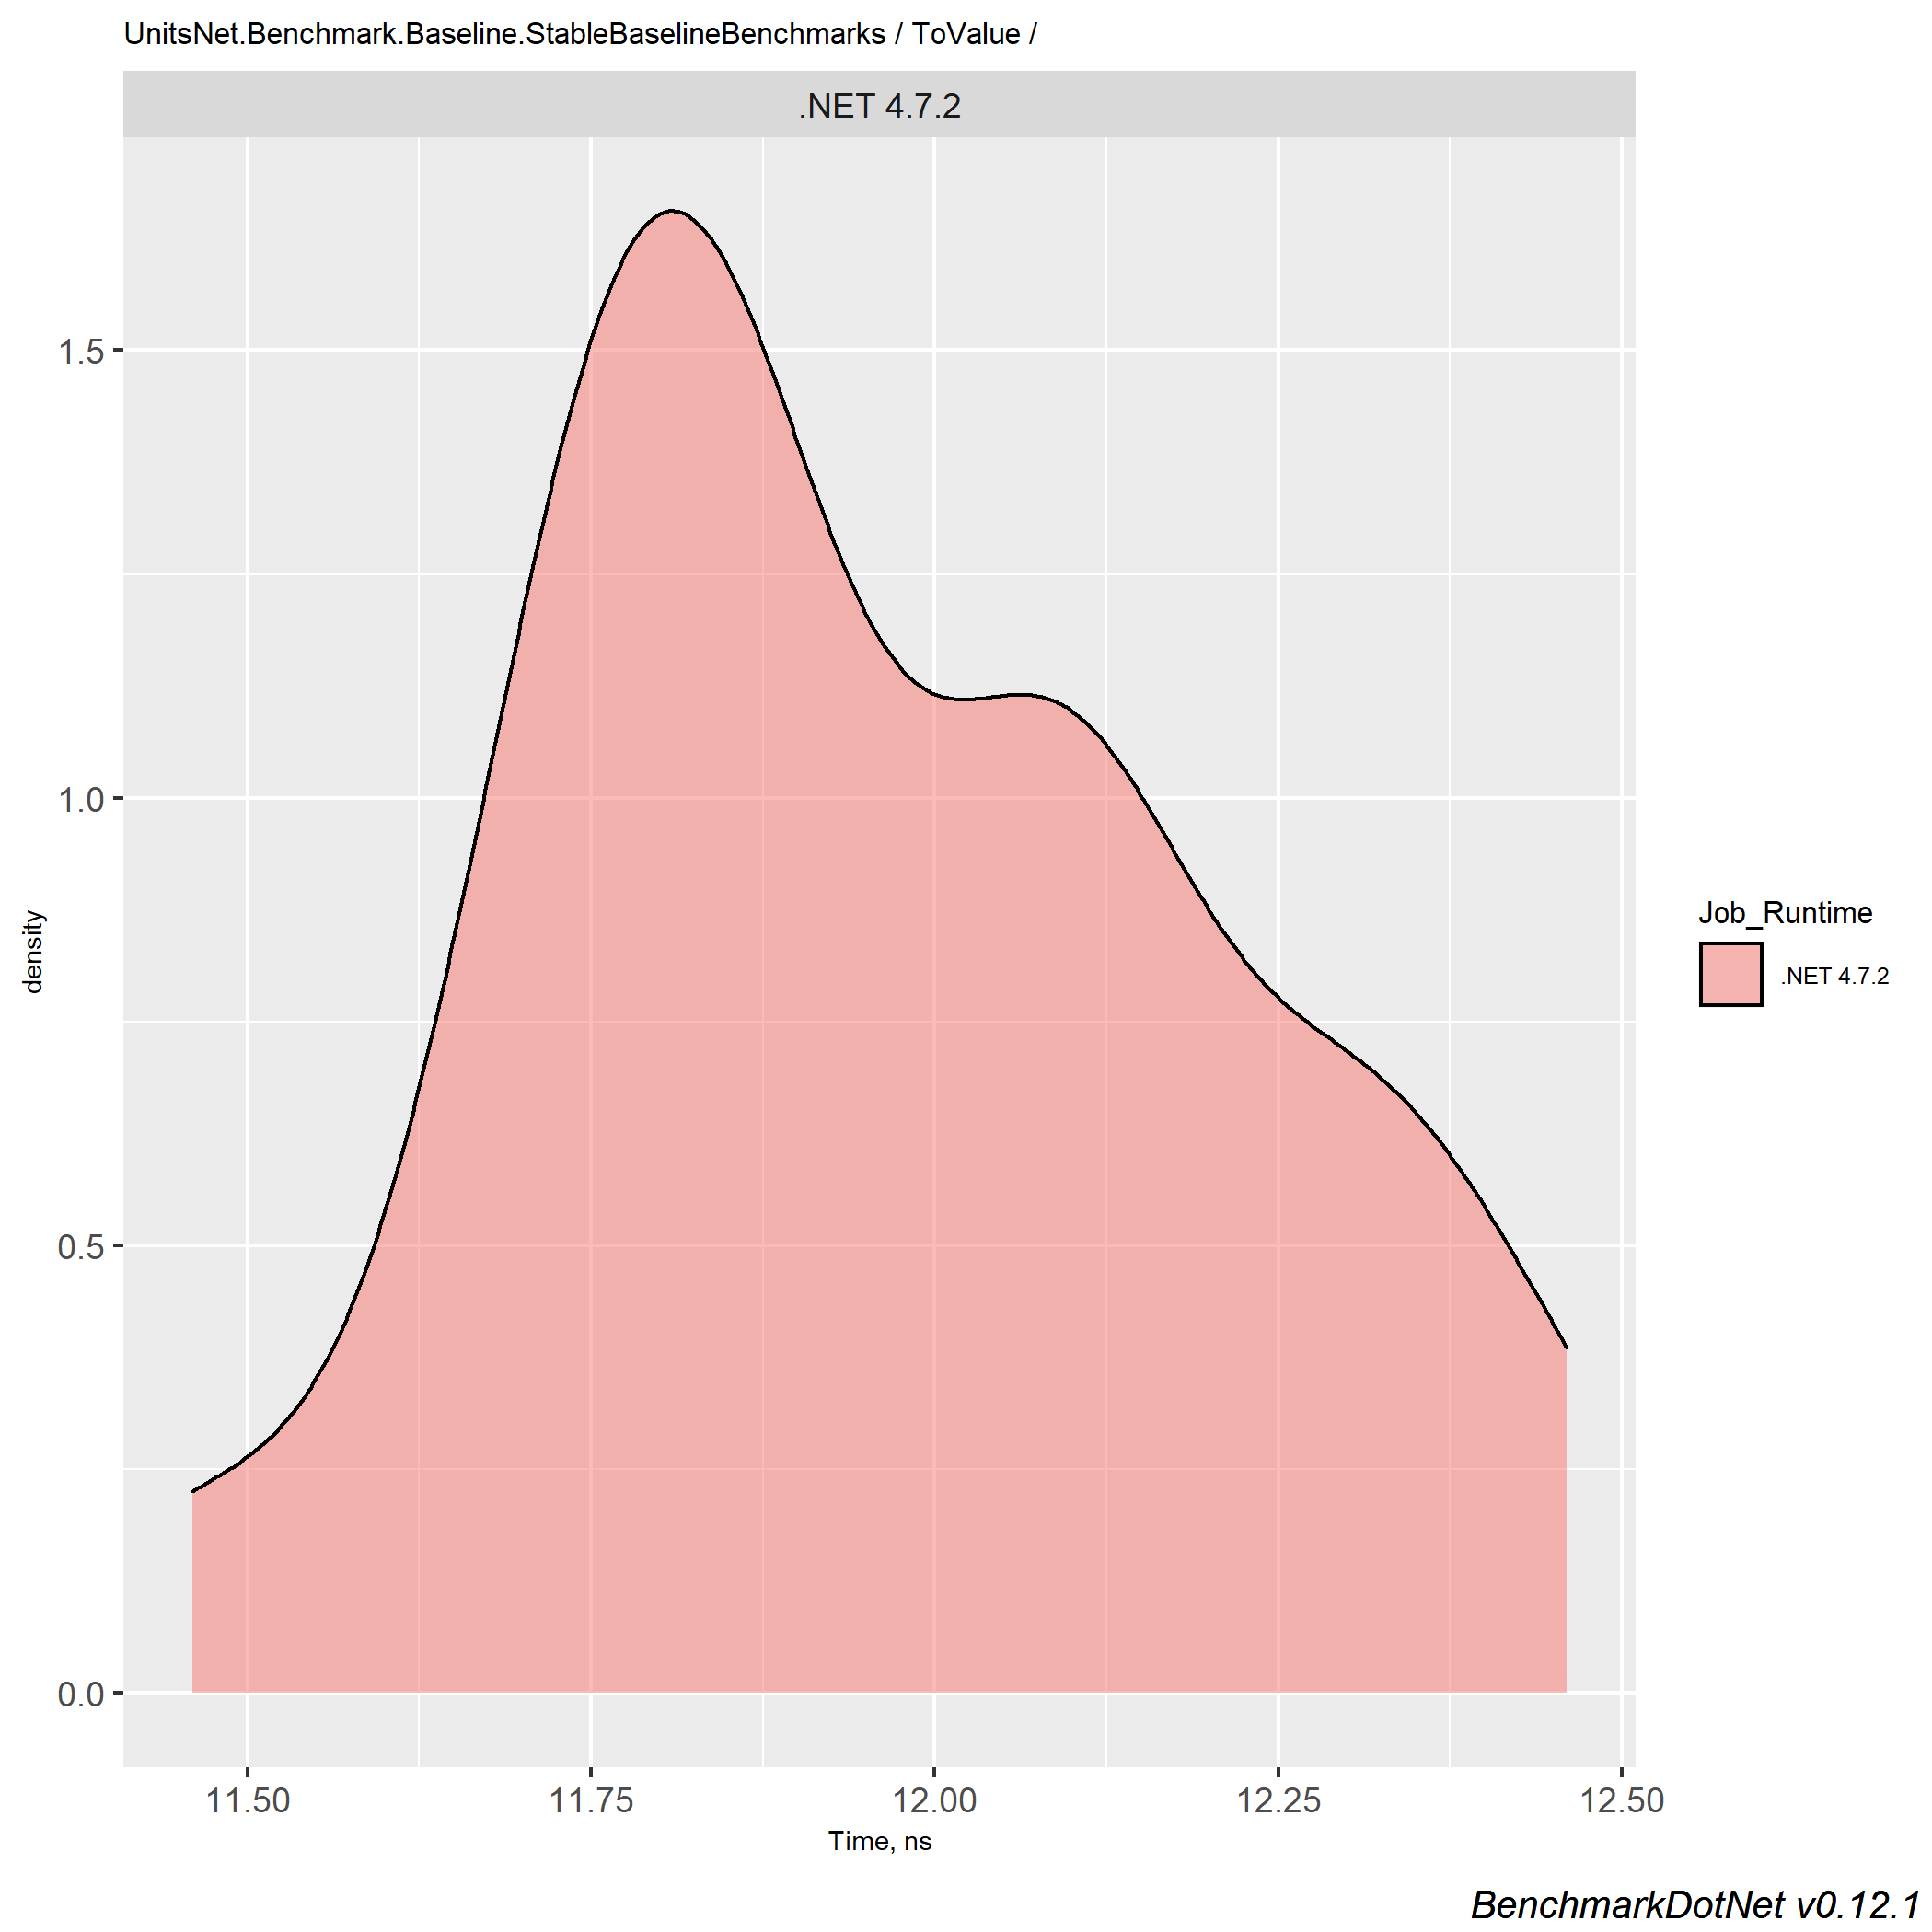 UnitsNet.Benchmark.Baseline.StableBaselineBenchmarks / ToValue /
.NET 4.7.2
1.5
1.0
0.5
0.0
density
11.50 11.75 12.00 12.25 12.50
Time, ns
Job_Runtime
.NET 4.7.2
BenchmarkDotNet v0.12.1